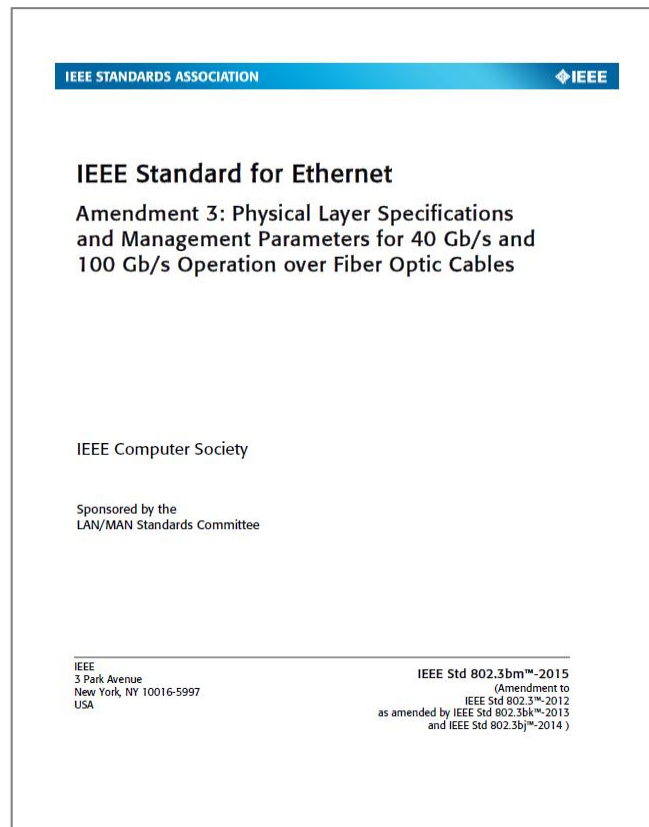 IEEE STANDARDS ASSOCIATION
IEEE
IEEE Standard for Ethernet
Amendment 3: Physical Layer Specifications
and Management Parameters for 40 Gb/s and
100 Gb/s Operation over Fiber Optic Cables
IEEE Computer Society
Sponsored by the
LAN/MAN Standards Committee
IEEE
3 Park Avenue
New York, NY 10016-5997
USA
IEEE Std 802.3bm™-2015
(Amendment to
IEEE Std 802.3™-2012
as amended by IEEE Std 802.3bk™-2013
and IEEE Std 802.3bj™-2014 )